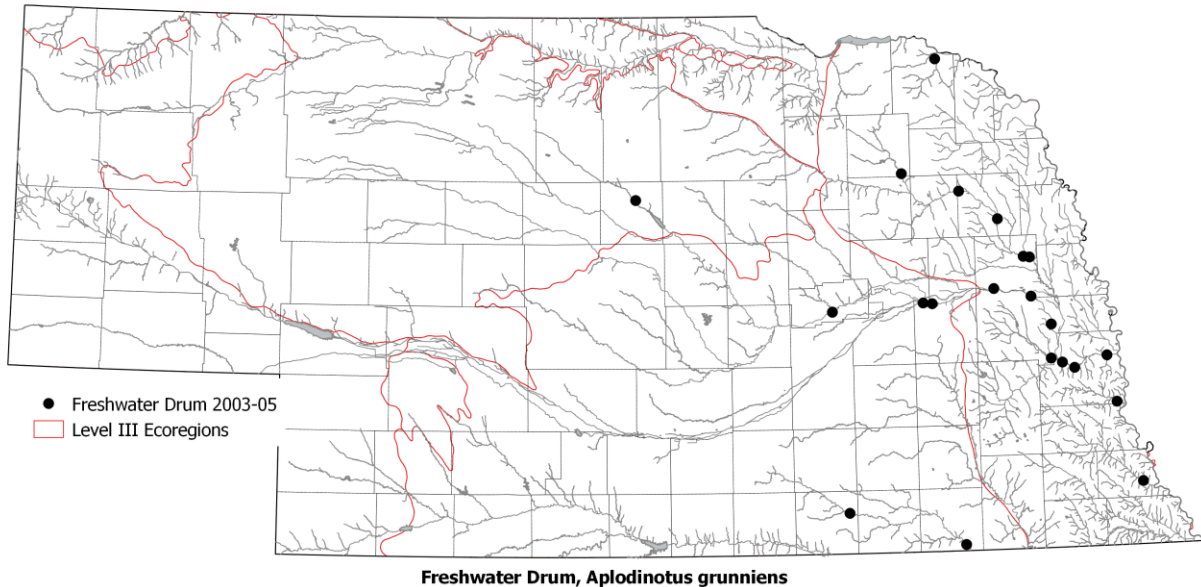 Freshwater Drum 2003-05
Level III Ecoregions
Freshwater Drum, Aplodinotus grunniens